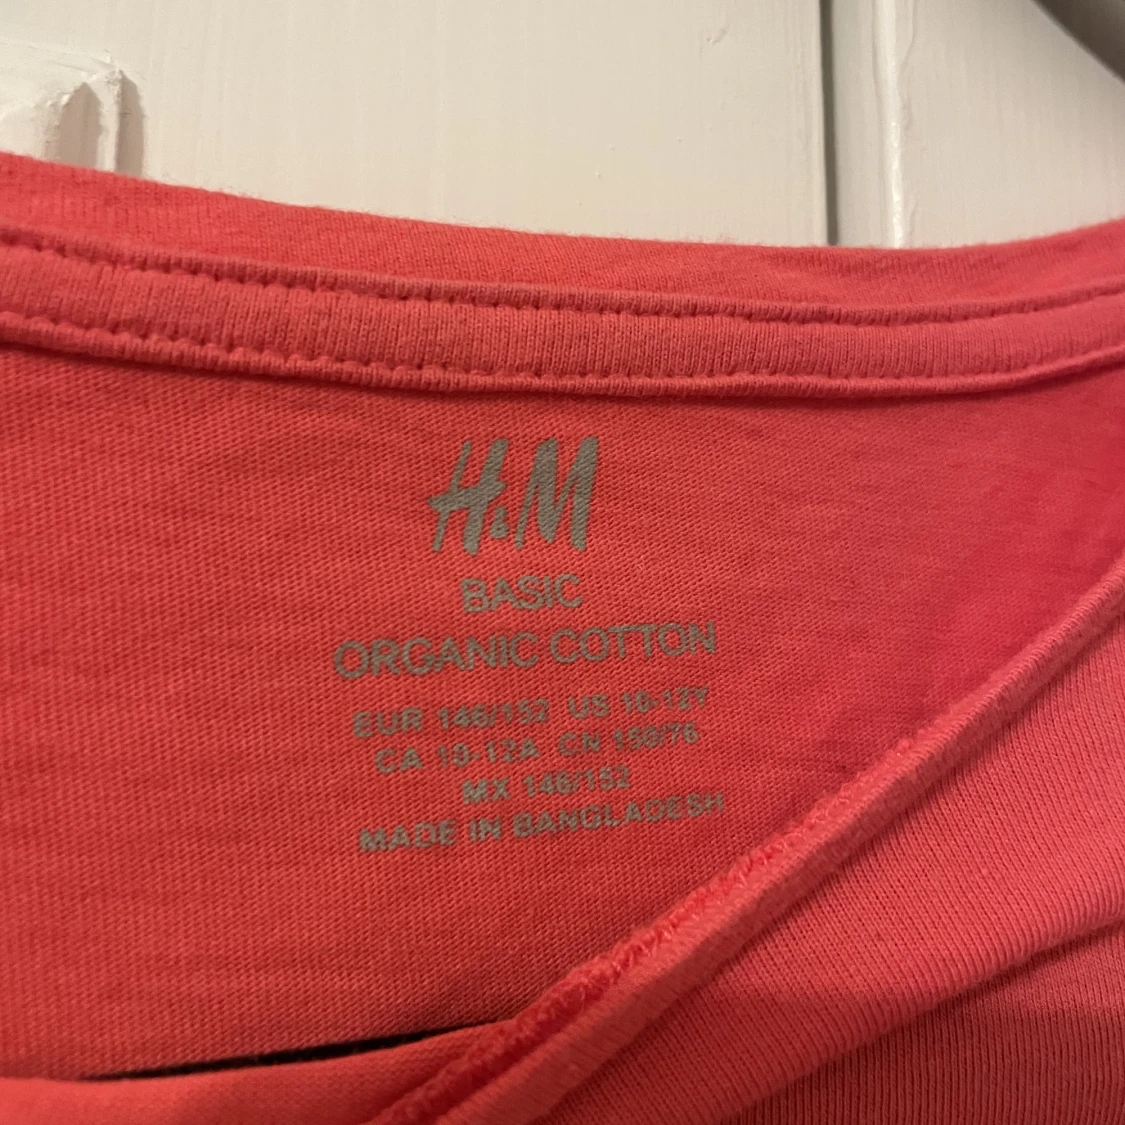 H&M
BASIC
ORGANIC COTTON
EUR 146/152 US 10-12Y
CA 10-12A CN 150/76
MX 146/152
MADE IN BANGLADESH